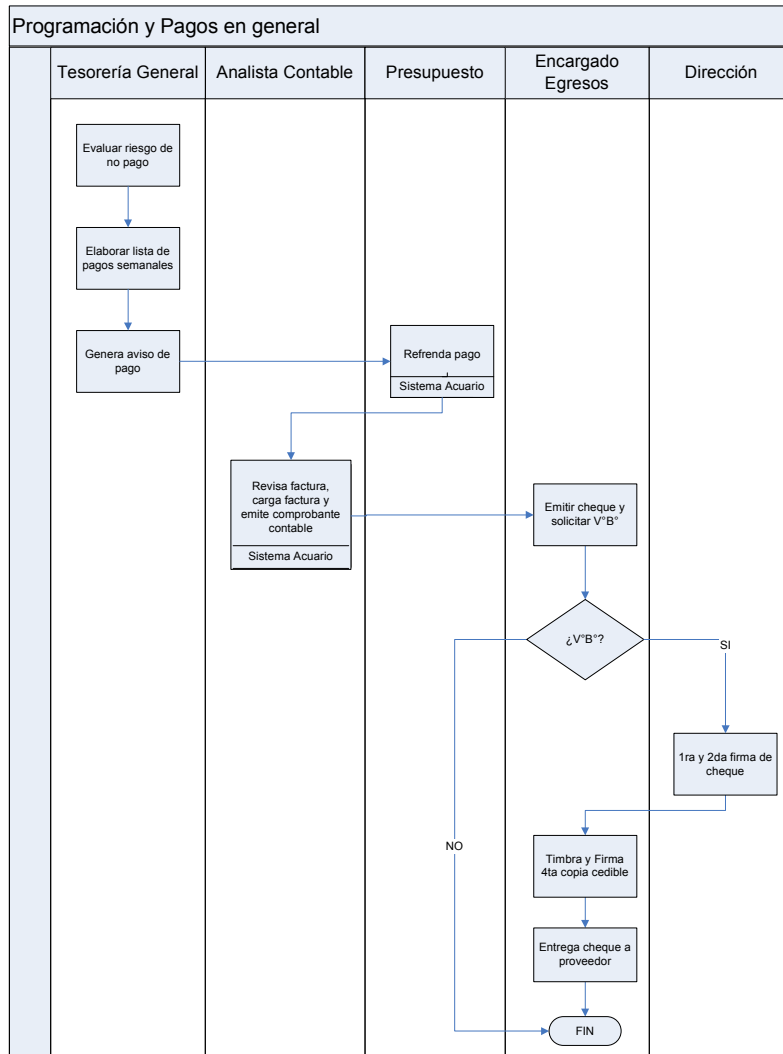 Programación y Pagos en general
Tesorería General
Analista Contable
Presupuesto
Encargado
Egresos
Dirección
Evaluar riesgo de
no pago
Elaborar lista de
pagos semanales
Genera aviso de
pago
Refrenda pago
Sistema Acuario
Revisa factura,
carga factura y
emite comprobante
contable
Sistema Acuario
Emitir cheque y
solicitar V°B°
¿V°B°?
SI
1ra y 2da firma de
cheque
NO
Timbra y Firma
4ta copia cedible
Entrega cheque a
proveedor
FIN